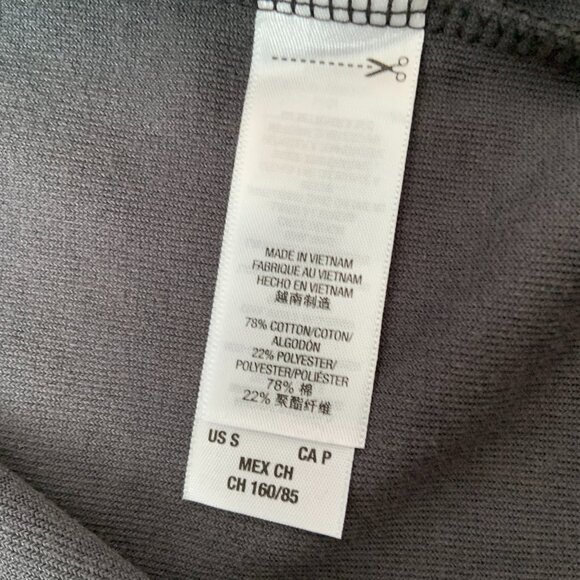 MADE IN VIETNAM
FABRIQUE AU VIETNAM
HECHO EN VIETNAM
越南制造
78% COTTON/COTON/
ALGODÓN
22% POLYESTER/
POLYESTER/POLIÉSTER
78% 棉
22% 聚酯纤维
US S CA P
MEX CH
CH 160/85